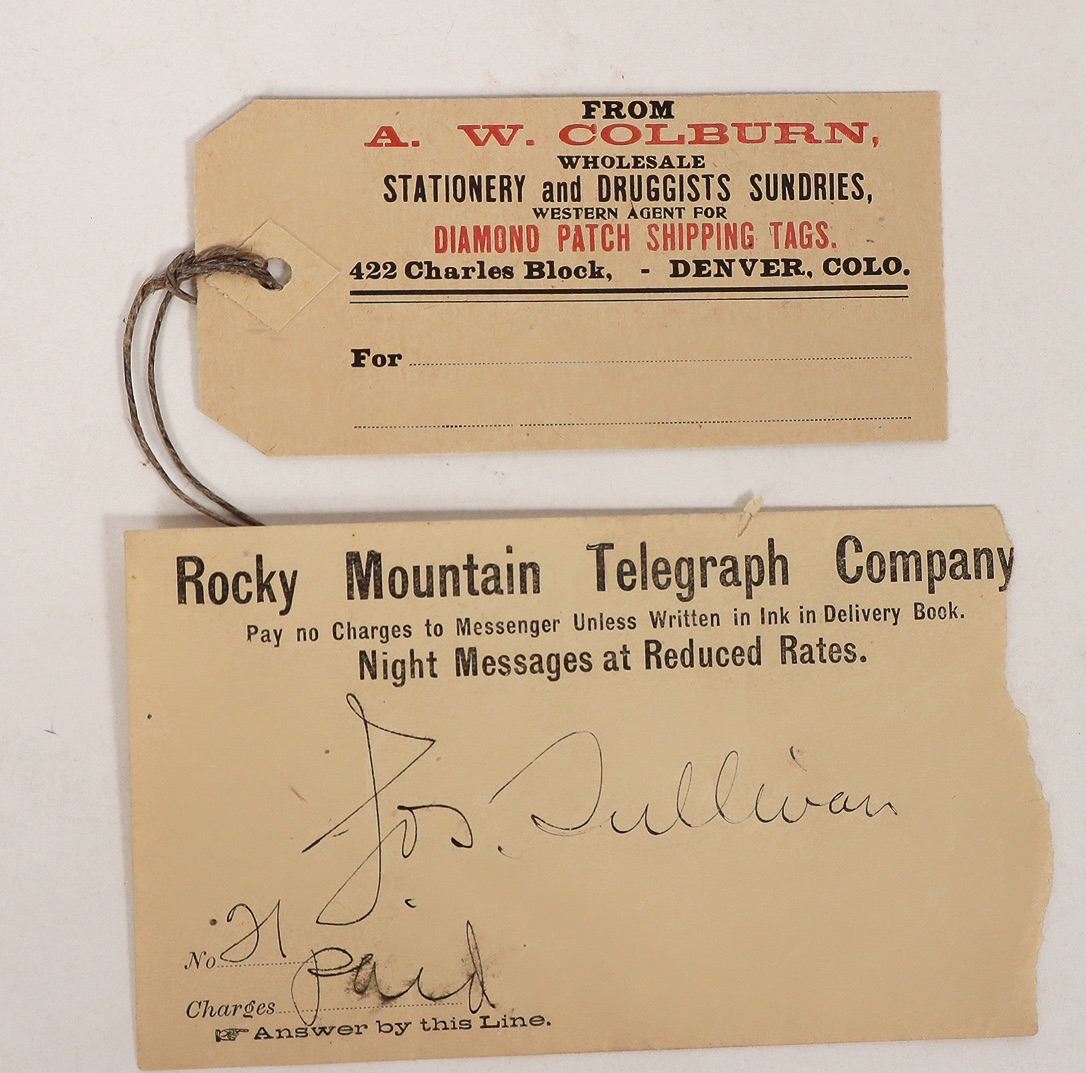 FROM
A. W. COLBURN,
WHOLESALE
STATIONERY and DRUGGISTS SUNDRIES,
WESTERN AGENT FOR
DIAMOND PATCH SHIPPING TAGS.
422 Charles Block, - DENVER, COLO.
For
Rocky Mountain Telegraph Company
Pay no Charges to Messenger Unless Written in Ink in Delivery Book.
Night Messages at Reduced Rates.
Jos. Sullivan
No. 21
Charges paid
☞ Answer by this Line.